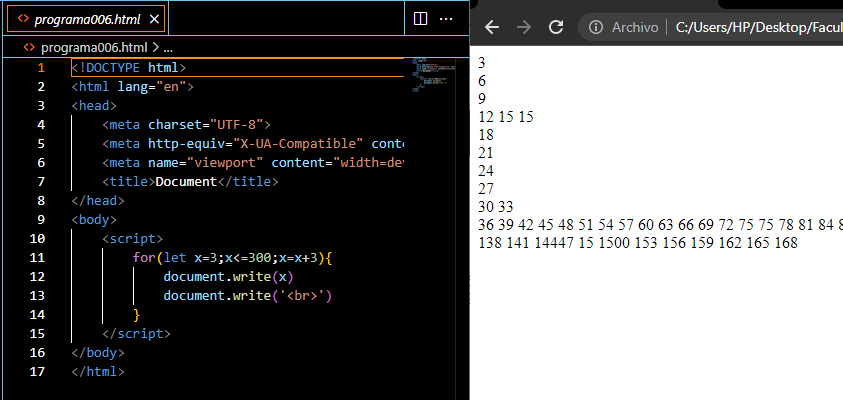 programa006.html
programa006.html > ...
1 <!DOCTYPE html>
2 <html lang="en">
3 <head>
4 <meta charset="UTF-8">
5 <meta http-equiv="X-UA-Compatible" conte
6 <meta name="viewport" content="width=dev
7 <title>Document</title>
8 </head>
9 <body>
10 <script>
11 for(let x=3;x<=300;x=x+3){
12 document.write(x)
13 document.write('<br>')
14 }
15 </script>
16 </body>
17 </html>
Archivo | C:/Users/HP/Desktop/Facul
3
6
9
12 15 15
18
21
24
27
30 33
36 39 42 45 48 51 54 57 60 63 66 69 72 75 75 78 81 84 8
138 141 14447 15 1500 153 156 159 162 165 168